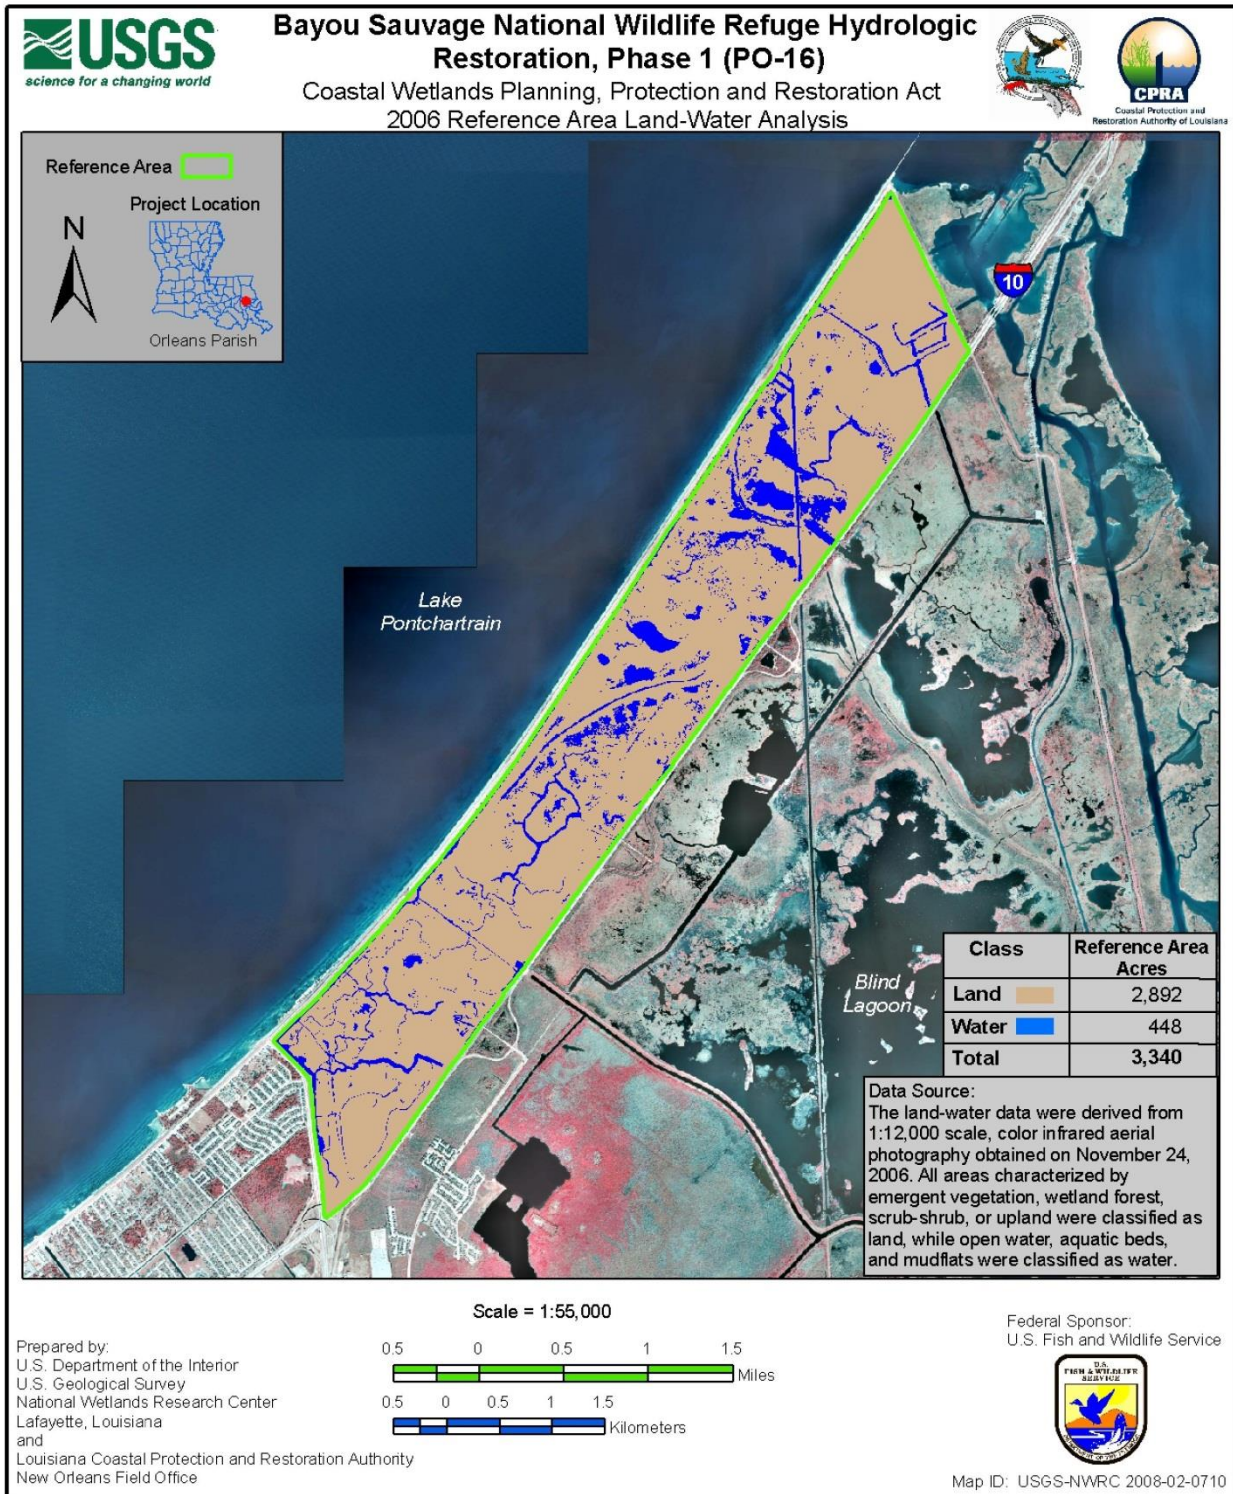 USGS
science for a changing world
Bayou Sauvage National Wildlife Refuge Hydrologic
Restoration, Phase 1 (PO-16)
Coastal Wetlands Planning, Protection and Restoration Act
2006 Reference Area Land-Water Analysis
CPRA
Coastal Protection and
Restoration Authority of Louisiana
Reference Area
Project Location
N
Orleans Parish
10
Lake
Pontchartrain
Blind
Lagoon
Class Reference Area
Acres
Land 2,892
Water 448
Total 3,340
Data Source:
The land-water data were derived from
1:12,000 scale, color infrared aerial
photography obtained on November 24,
2006. All areas characterized by
emergent vegetation, wetland forest,
scrub-shrub, or upland were classified as
land, while open water, aquatic beds,
and mudflats were classified as water.
Scale = 1:55,000
0.5 0 0.5 1 1.5
Miles
0.5 0 0.5 1 1.5
Kilometers
Prepared by:
U.S. Department of the Interior
U.S. Geological Survey
National Wetlands Research Center
Lafayette, Louisiana
and
Louisiana Coastal Protection and Restoration Authority
New Orleans Field Office
Federal Sponsor:
U.S. Fish and Wildlife Service
U.S.
FISH & WILDLIFE
SERVICE
DEPARTMENT OF THE INTERIOR
Map ID: USGS-NWRC 2008-02-0710